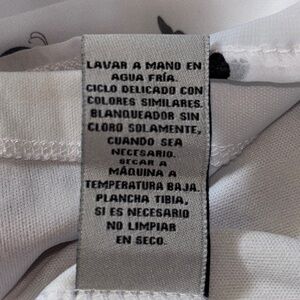 LAVAR A MANO EN
AGUA FRÍA.
CICLO DELICADO CON
COLORES SIMILARES.
BLANQUEADOR SIN
CLORO SOLAMENTE,
CUANDO SEA
NECESARIO.
SECAR A
MÁQUINA A
TEMPERATURA BAJA.
PLANCHA TIBIA,
SI ES NECESARIO
NO LIMPIAR
EN SECO.